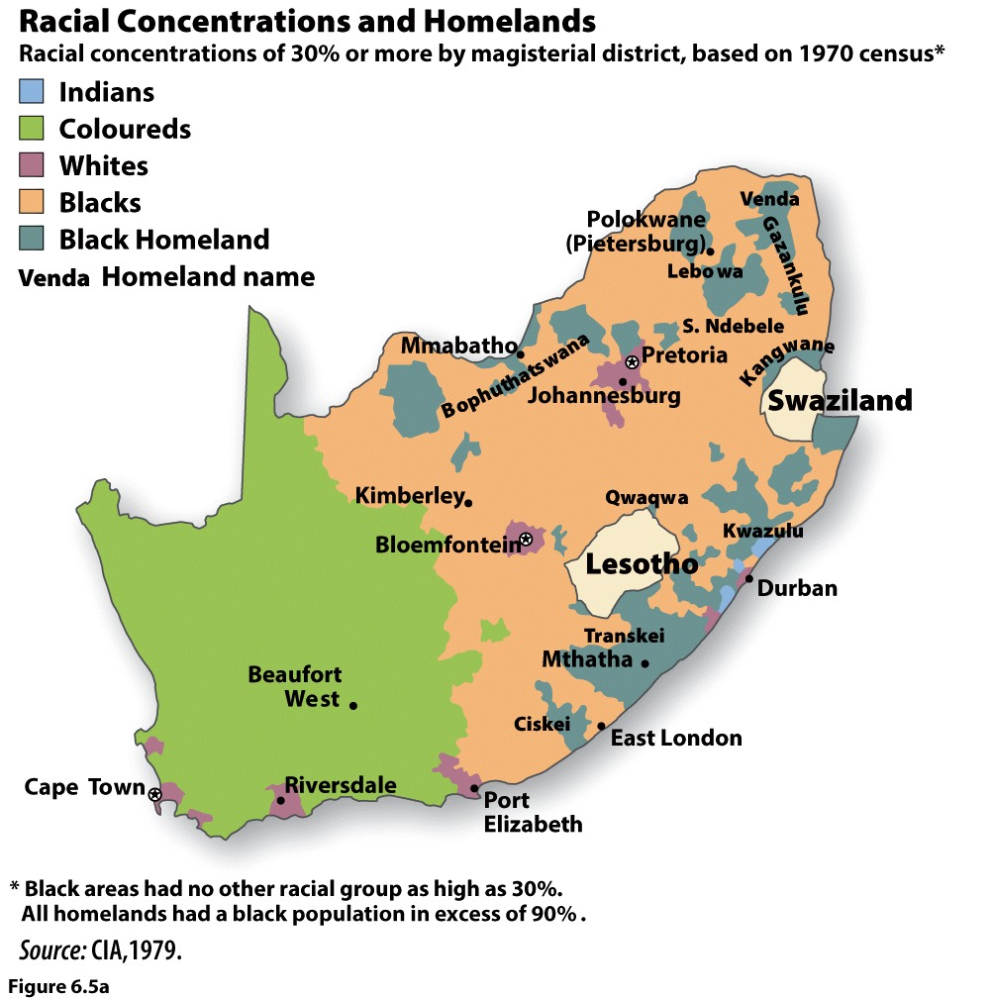 Racial Concentrations and Homelands
Racial concentrations of 30% or more by magisterial district, based on 1970 census*
Indians
Coloureds
Whites
Blacks
Black Homeland
Venda Homeland name
Venda
Polokwane
(Pietersburg)
Gazankulu
Lebowa
S. Ndebele
Mmabatho
Pretoria
Kangwane
Bophuthatswana
Johannesburg
Swaziland
Kimberley
Qwaqwa
Kwazulu
Bloemfontein
Lesotho
Durban
Transkei
Mthatha
Beaufort
West
Ciskei
East London
Cape Town
Riversdale
Port
Elizabeth
* Black areas had no other racial group as high as 30%.
All homelands had a black population in excess of 90%.
Source: CIA,1979.
Figure 6.5a